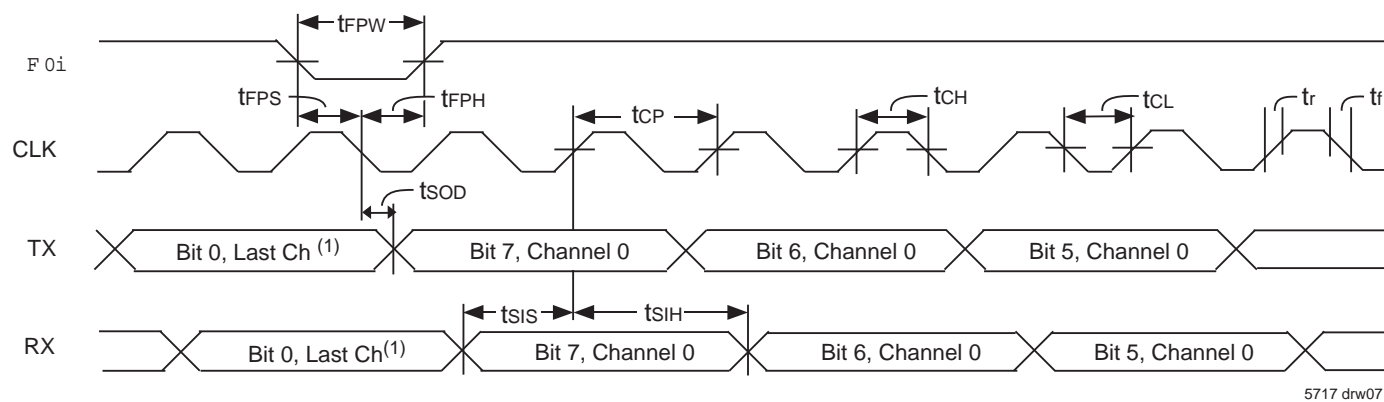 tFPW
F 0i
tFPS
tFPH
tCP
tCH
tCL
tr
tf
CLK
tSOD
TX
Bit 0, Last Ch (1)
Bit 7, Channel 0
Bit 6, Channel 0
Bit 5, Channel 0
tSIS
tSIH
RX
Bit 0, Last Ch(1)
Bit 7, Channel 0
Bit 6, Channel 0
Bit 5, Channel 0
5717 drw07